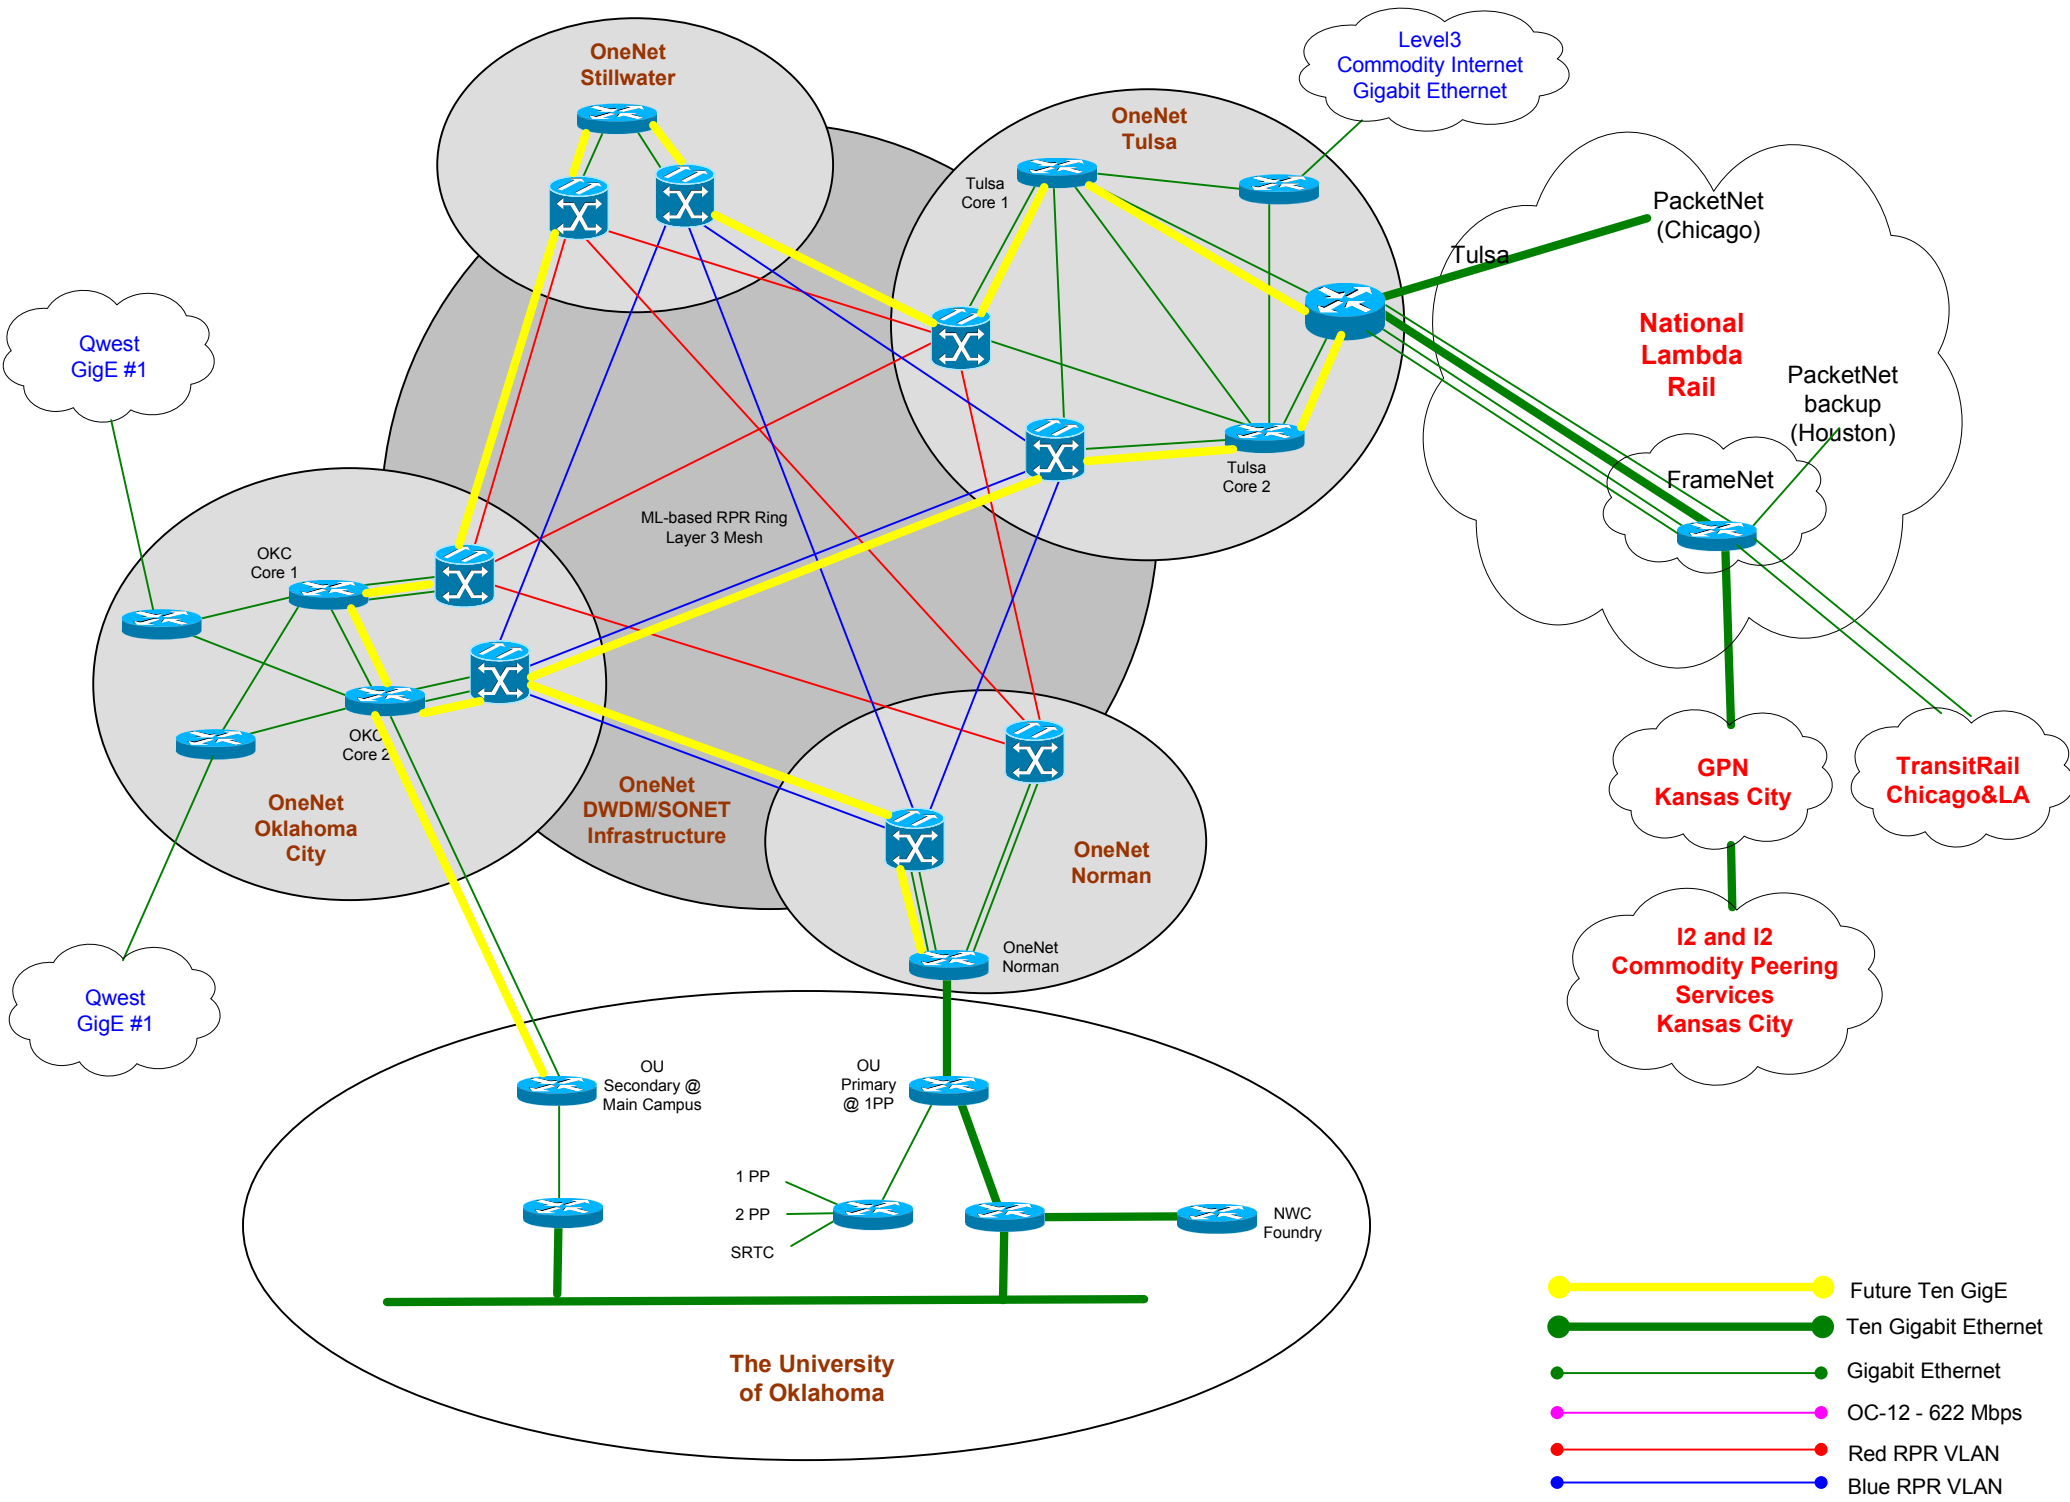 OneNet
Stillwater
Level3
Commodity Internet
Gigabit Ethernet
OneNet
Tulsa
Tulsa
Core 1
PacketNet
(Chicago)
Tulsa
National
Lambda
Rail
PacketNet
backup
(Houston)
Qwest
GigE #1
FrameNet
Tulsa
Core 2
ML-based RPR Ring
Layer 3 Mesh
OKC
Core 1
OKC
Core 2
OneNet
Oklahoma
City
OneNet
DWDM/SONET
Infrastructure
OneNet
Norman
GPN
Kansas City
TransitRail
Chicago&LA
OneNet
Norman
I2 and I2
Commodity Peering
Services
Kansas City
Qwest
GigE #1
OU
Secondary @
Main Campus
OU
Primary
@ 1PP
1 PP
2 PP
SRTC
NWC
Foundry
The University
of Oklahoma
Future Ten GigE
Ten Gigabit Ethernet
Gigabit Ethernet
OC-12 - 622 Mbps
Red RPR VLAN
Blue RPR VLAN